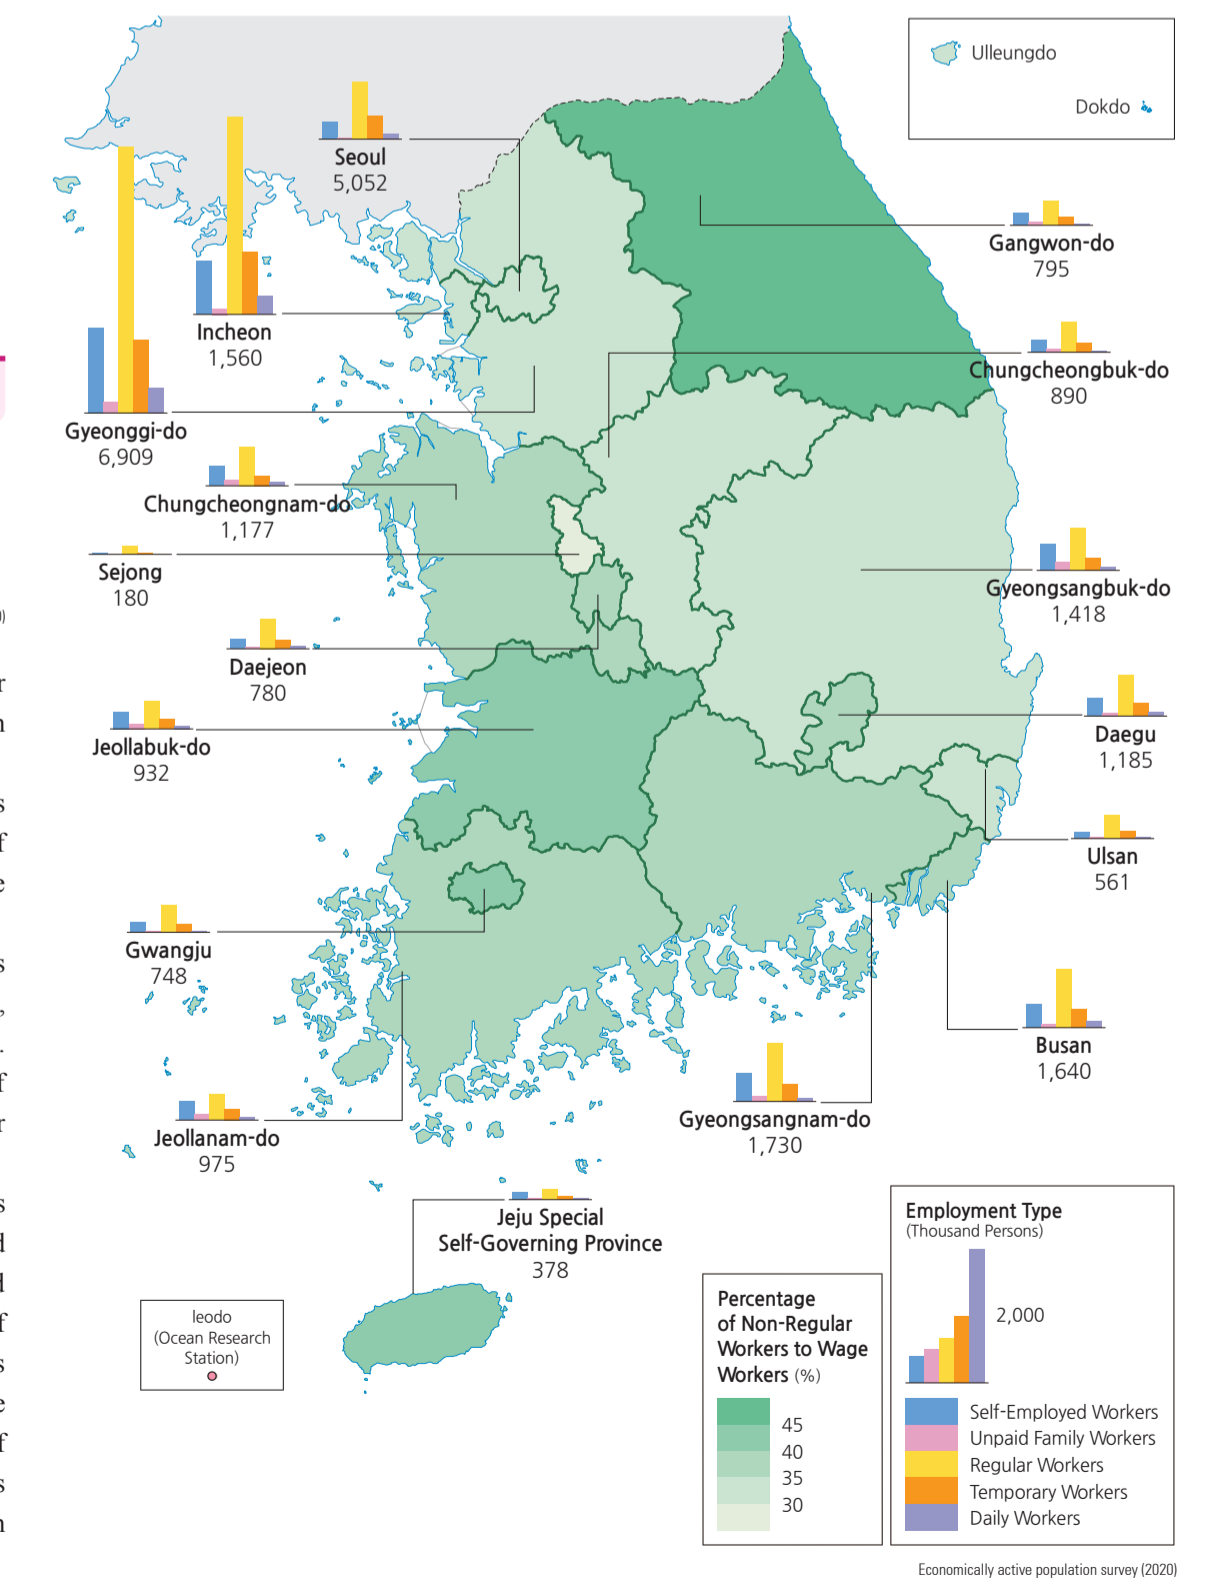 Ulleungdo
Dokdo
Seoul
5,052
Gangwon-do
795
Incheon
1,560
Chungcheongbuk-do
890
Gyeonggi-do
6,909
Chungcheongnam-do
1,177
Sejong
180
Gyeongsangbuk-do
1,418
Daejeon
780
Jeollabuk-do
932
Daegu
1,185
Ulsan
561
Gwangju
748
Busan
1,640
Jeollanam-do
975
Gyeongsangnam-do
1,730
Jeju Special
Self-Governing Province
378
Ieodo
(Ocean Research
Station)
Percentage
of Non-Regular
Workers to Wage
Workers (%)
45
40
35
30
Employment Type
(Thousand Persons)
2,000
Self-Employed Workers
Unpaid Family Workers
Regular Workers
Temporary Workers
Daily Workers
Economically active population survey (2020)